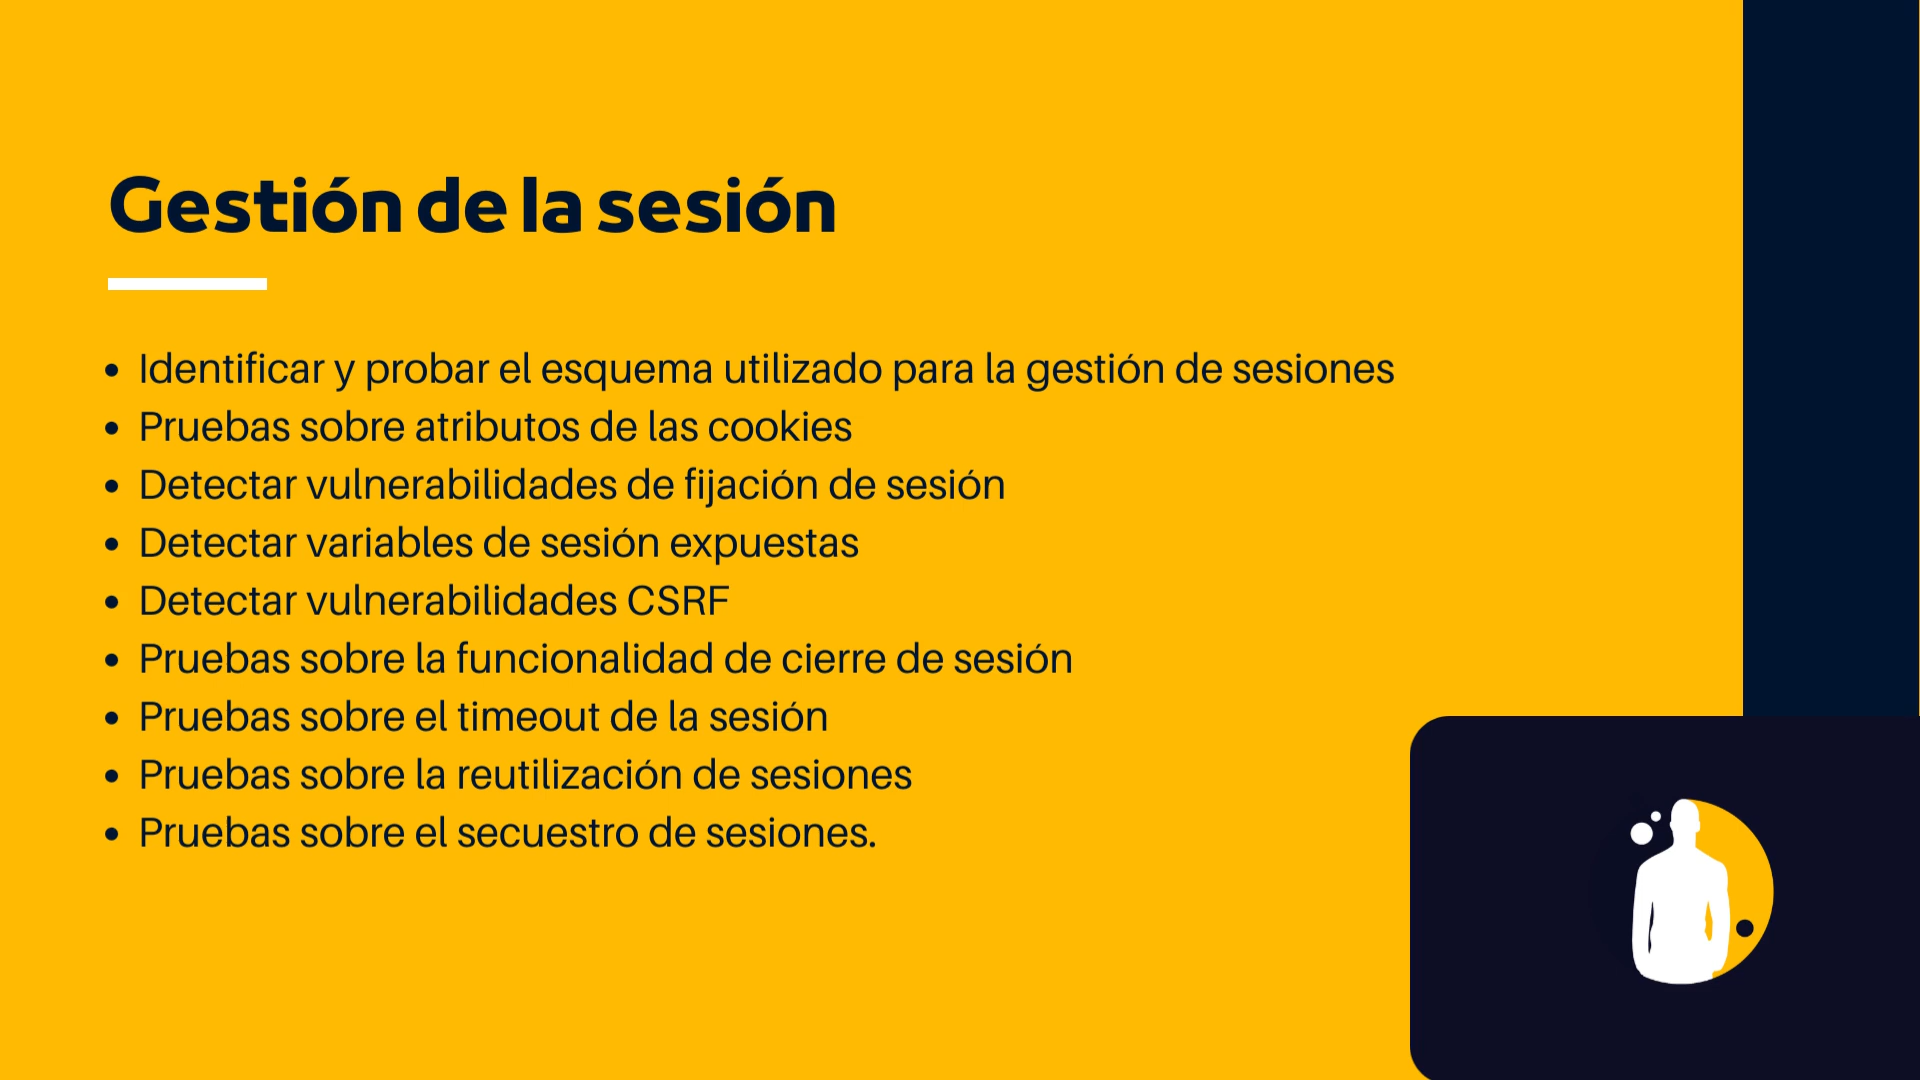 Gestión de la sesión
• Identificar y probar el esquema utilizado para la gestión de sesiones
• Pruebas sobre atributos de las cookies
• Detectar vulnerabilidades de fijación de sesión
• Detectar variables de sesión expuestas
• Detectar vulnerabilidades CSRF
• Pruebas sobre la funcionalidad de cierre de sesión
• Pruebas sobre el timeout de la sesión
• Pruebas sobre la reutilización de sesiones
• Pruebas sobre el secuestro de sesiones.